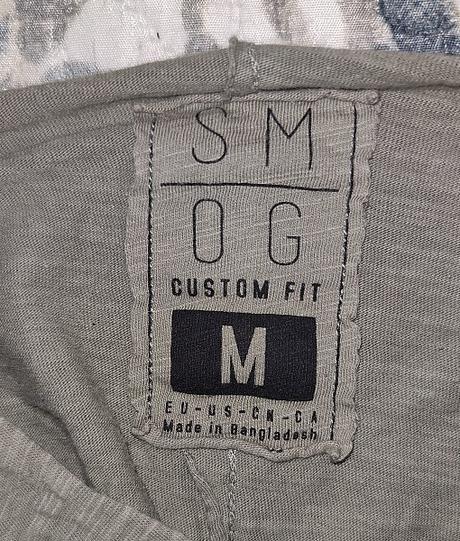 SM
OG
CUSTOM FIT
M
EU-US-CN-CA
Made in Bangladesh